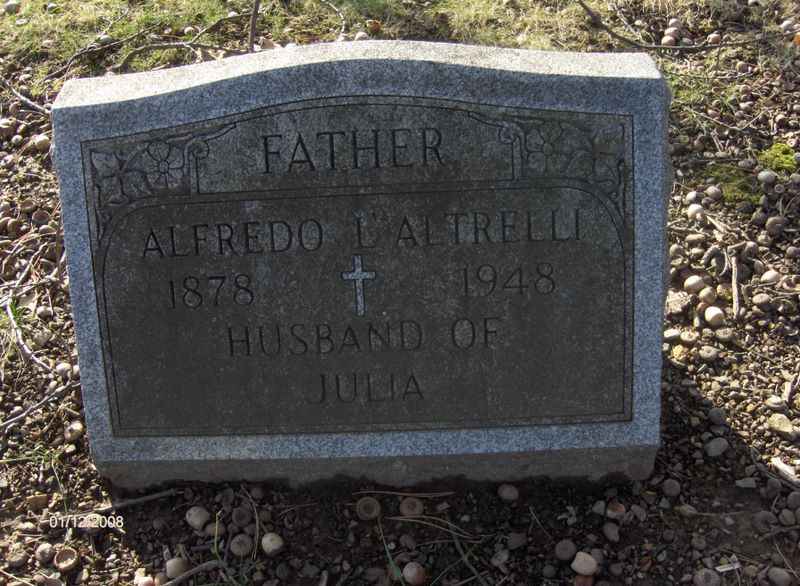 FATHER
ALFREDO L'ALTRELLI
1878 1948
HUSBAND OF
JULIA
01/12/2008